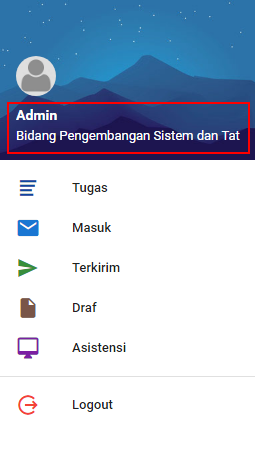 Admin
Bidang Pengembangan Sistem dan Tat
Tugas
Masuk
Terkirim
Draf
Asistensi
Logout